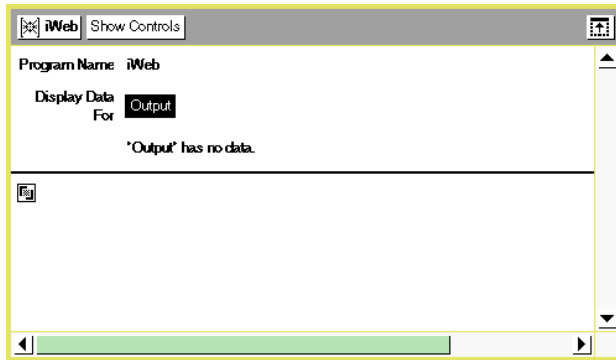 iWeb Show Controls
Program Name iWeb
Display Data
For Output
"Output" has no data.